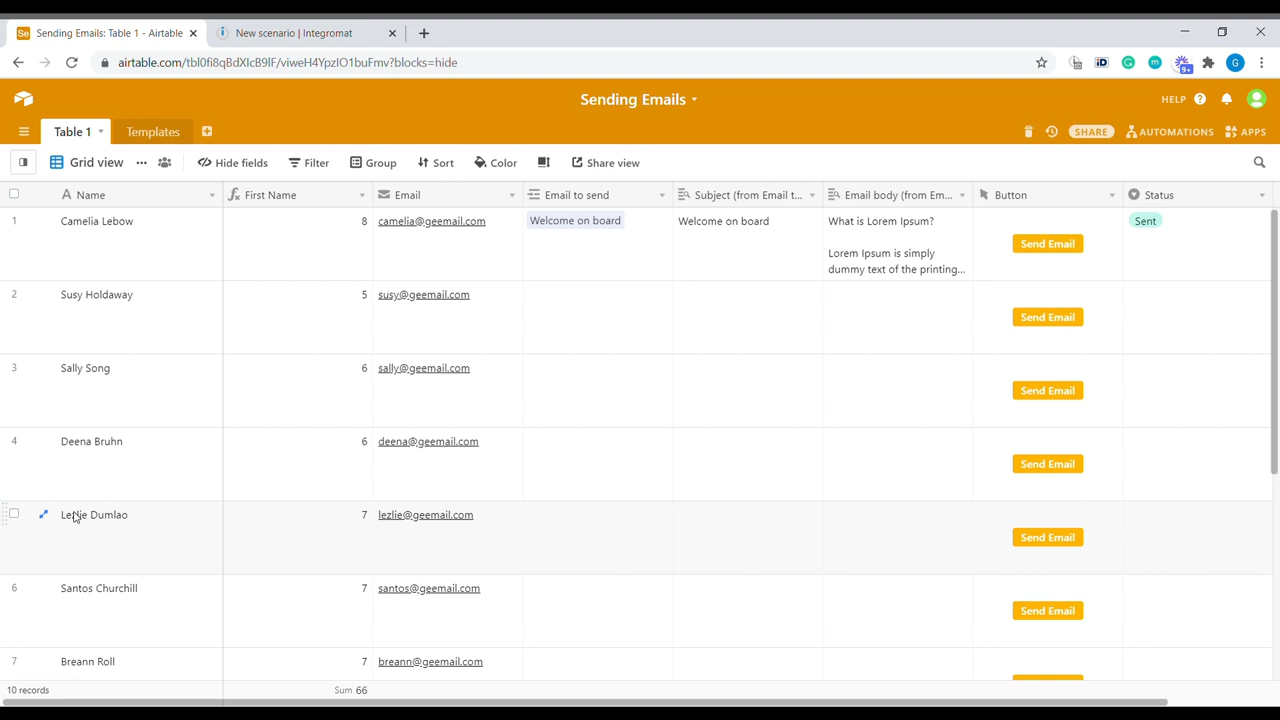 Se Sending Emails: Table 1 - Airtable
New scenario | Integromat
airtable.com/tbl0fi8qBdXIcB9IF/viweH4YpzlO1buFmv?blocks=hide
iD
G
m
9+
G
Sending Emails
HELP
Table 1
Templates
SHARE
AUTOMATIONS
APPS
Grid view
Hide fields
Filter
Group
Sort
Color
Share view
Name
First Name
Email
Email to send
Subject (from Email t...
Email body (from Em...
Button
Status
1 Camelia Lebow 8 camelia@geemail.com Welcome on board Welcome on board What is Lorem Ipsum? Sent
Lorem Ipsum is simply
dummy text of the printing...
Send Email
2 Susy Holdaway 5 susy@geemail.com
Send Email
3 Sally Song 6 sally@geemail.com
Send Email
4 Deena Bruhn 6 deena@geemail.com
Send Email
Lezlie Dumlao 7 lezlie@geemail.com
Send Email
6 Santos Churchill 7 santos@geemail.com
Send Email
7 Breann Roll 7 breann@geemail.com
10 records
Sum 66